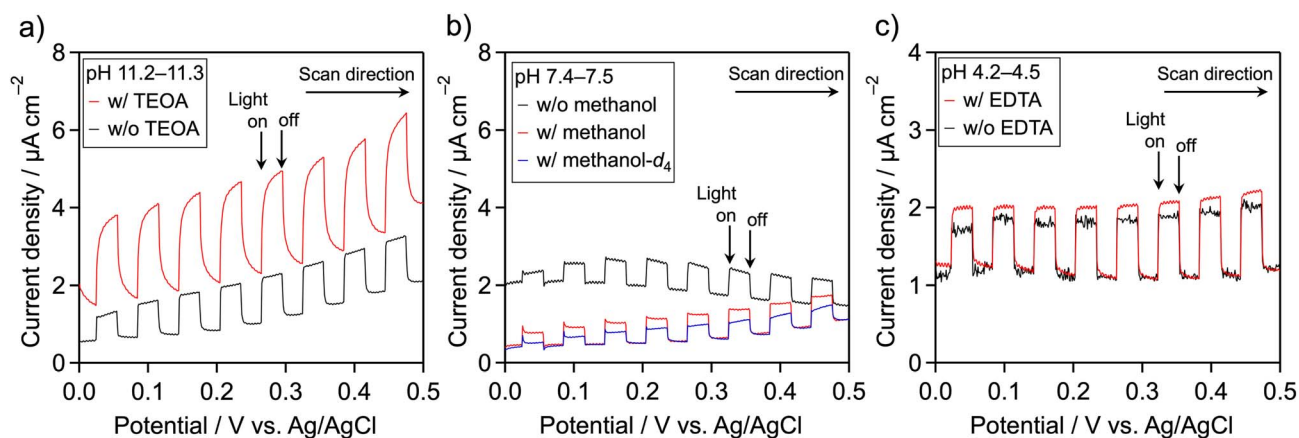 a)
pH 11.2–11.3
w/ TEOA
w/o TEOA
Scan direction
Light
on
off
8
6
4
2
0
Current density / µA cm⁻²
0.0 0.1 0.2 0.3 0.4 0.5
Potential / V vs. Ag/AgCl
b)
pH 7.4–7.5
w/o methanol
w/ methanol
w/ methanol-d₄
Scan direction
Light
on
off
8
6
4
2
0
Current density / µA cm⁻²
0.0 0.1 0.2 0.3 0.4 0.5
Potential / V vs. Ag/AgCl
c)
pH 4.2–4.5
w/ EDTA
w/o EDTA
Scan direction
Light
on
off
4
3
2
1
0
Current density / µA cm⁻²
0.0 0.1 0.2 0.3 0.4 0.5
Potential / V vs. Ag/AgCl